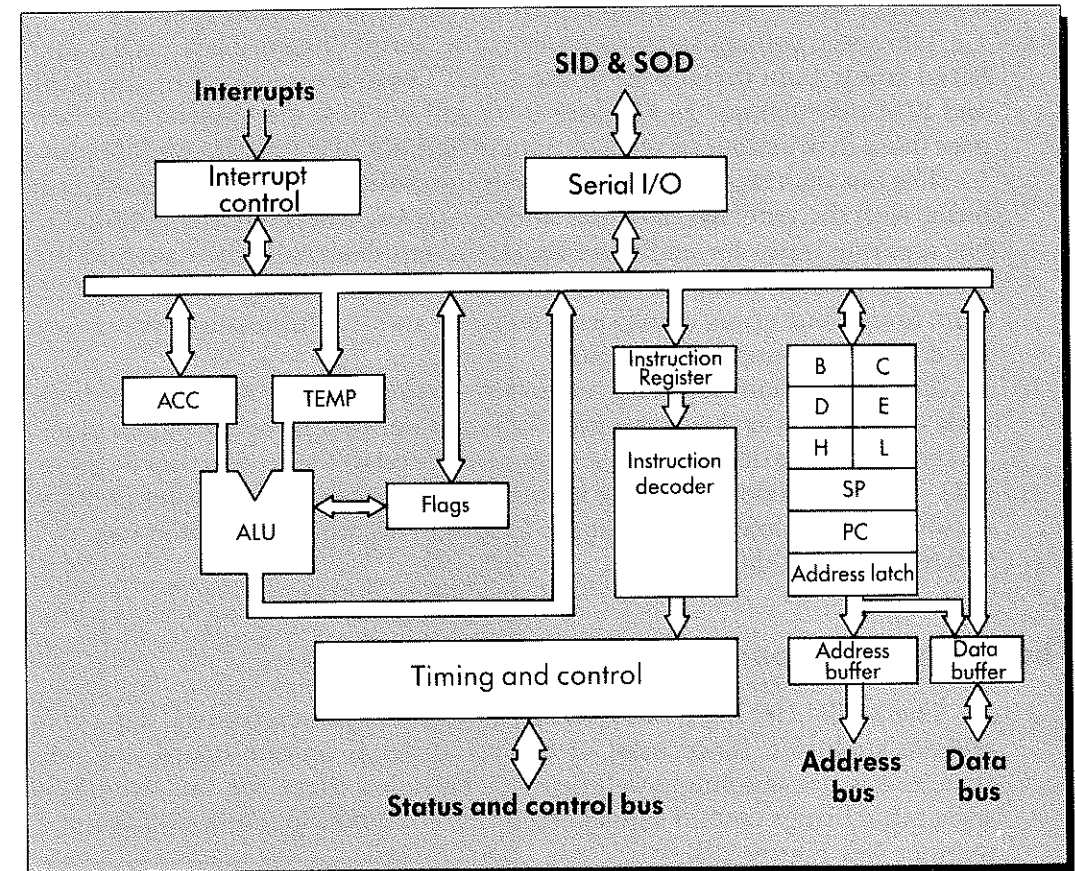 SID & SOD
Interrupts
Interrupt
control
Serial I/O
ACC
TEMP
Instruction
Register
B
C
D
E
H
L
SP
PC
Address latch
Instruction
decoder
ALU
Flags
Timing and control
Address
buffer
Data
buffer
Address
bus
Data
bus
Status and control bus